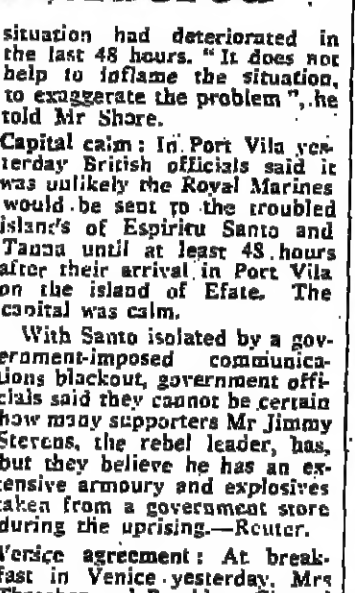 situation had deteriorated in
the last 48 hours. "It does not
help to inflame the situation,
to exaggerate the problem", he
told Mr Shore.
Capital calm: In Port Vila yes-
terday British officials said it
was unlikely the Royal Marines
would be sent to the troubled
islands of Espiritu Santo and
Tanna until at least 48 hours
after their arrival in Port Vila
on the island of Efate. The
capital was calm.
With Santo isolated by a gov-
ernment-imposed communica-
tions blackout, government offi-
cials said they cannot be certain
how many supporters Mr Jimmy
Stevens, the rebel leader, has,
but they believe he has an ex-
tensive armoury and explosives
taken from a government store
during the uprising.—Reuter.
Venice agreement: At break-
fast in Venice yesterday, Mrs